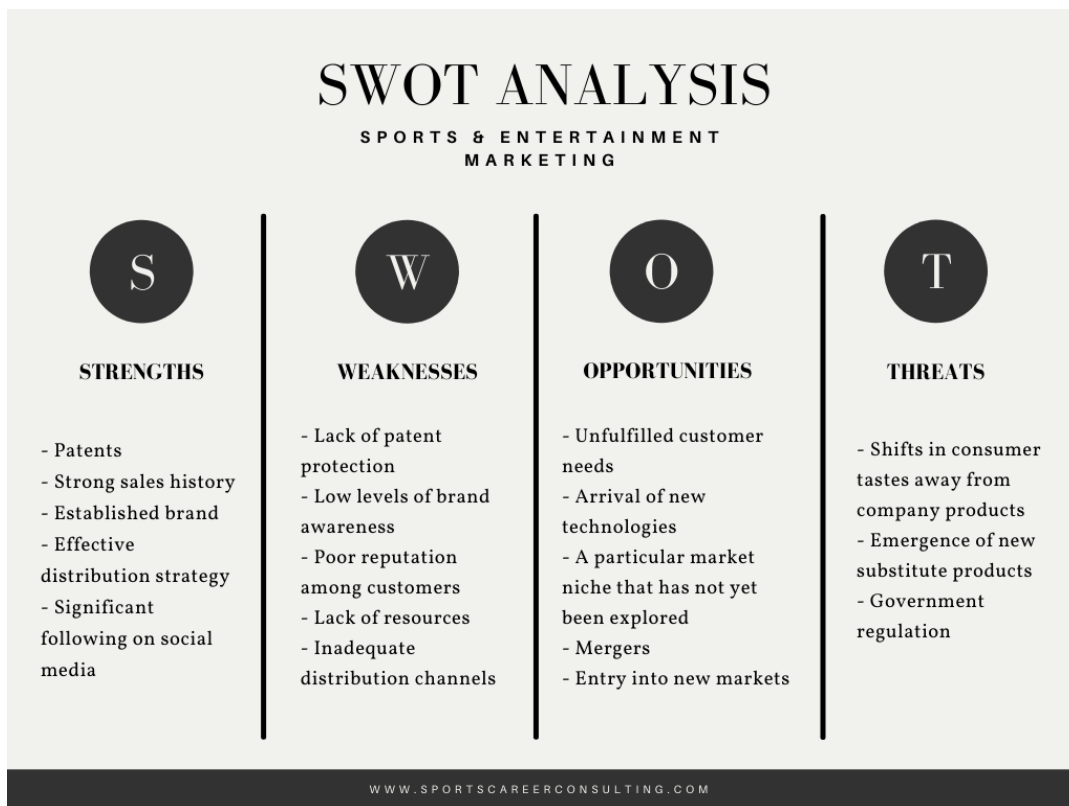 SWOT ANALYSIS
SPORTS & ENTERTAINMENT
MARKETING
S
STRENGTHS
- Patents
- Strong sales history
- Established brand
- Effective
distribution strategy
- Significant
following on social
media
W
WEAKNESSES
- Lack of patent
protection
- Low levels of brand
awareness
- Poor reputation
among customers
- Lack of resources
- Inadequate
distribution channels
O
OPPORTUNITIES
- Unfulfilled customer
needs
- Arrival of new
technologies
- A particular market
niche that has not yet
been explored
- Mergers
- Entry into new markets
T
THREATS
- Shifts in consumer
tastes away from
company products
- Emergence of new
substitute products
- Government
regulation
WWW.SPORTSCAREERCONSULTING.COM